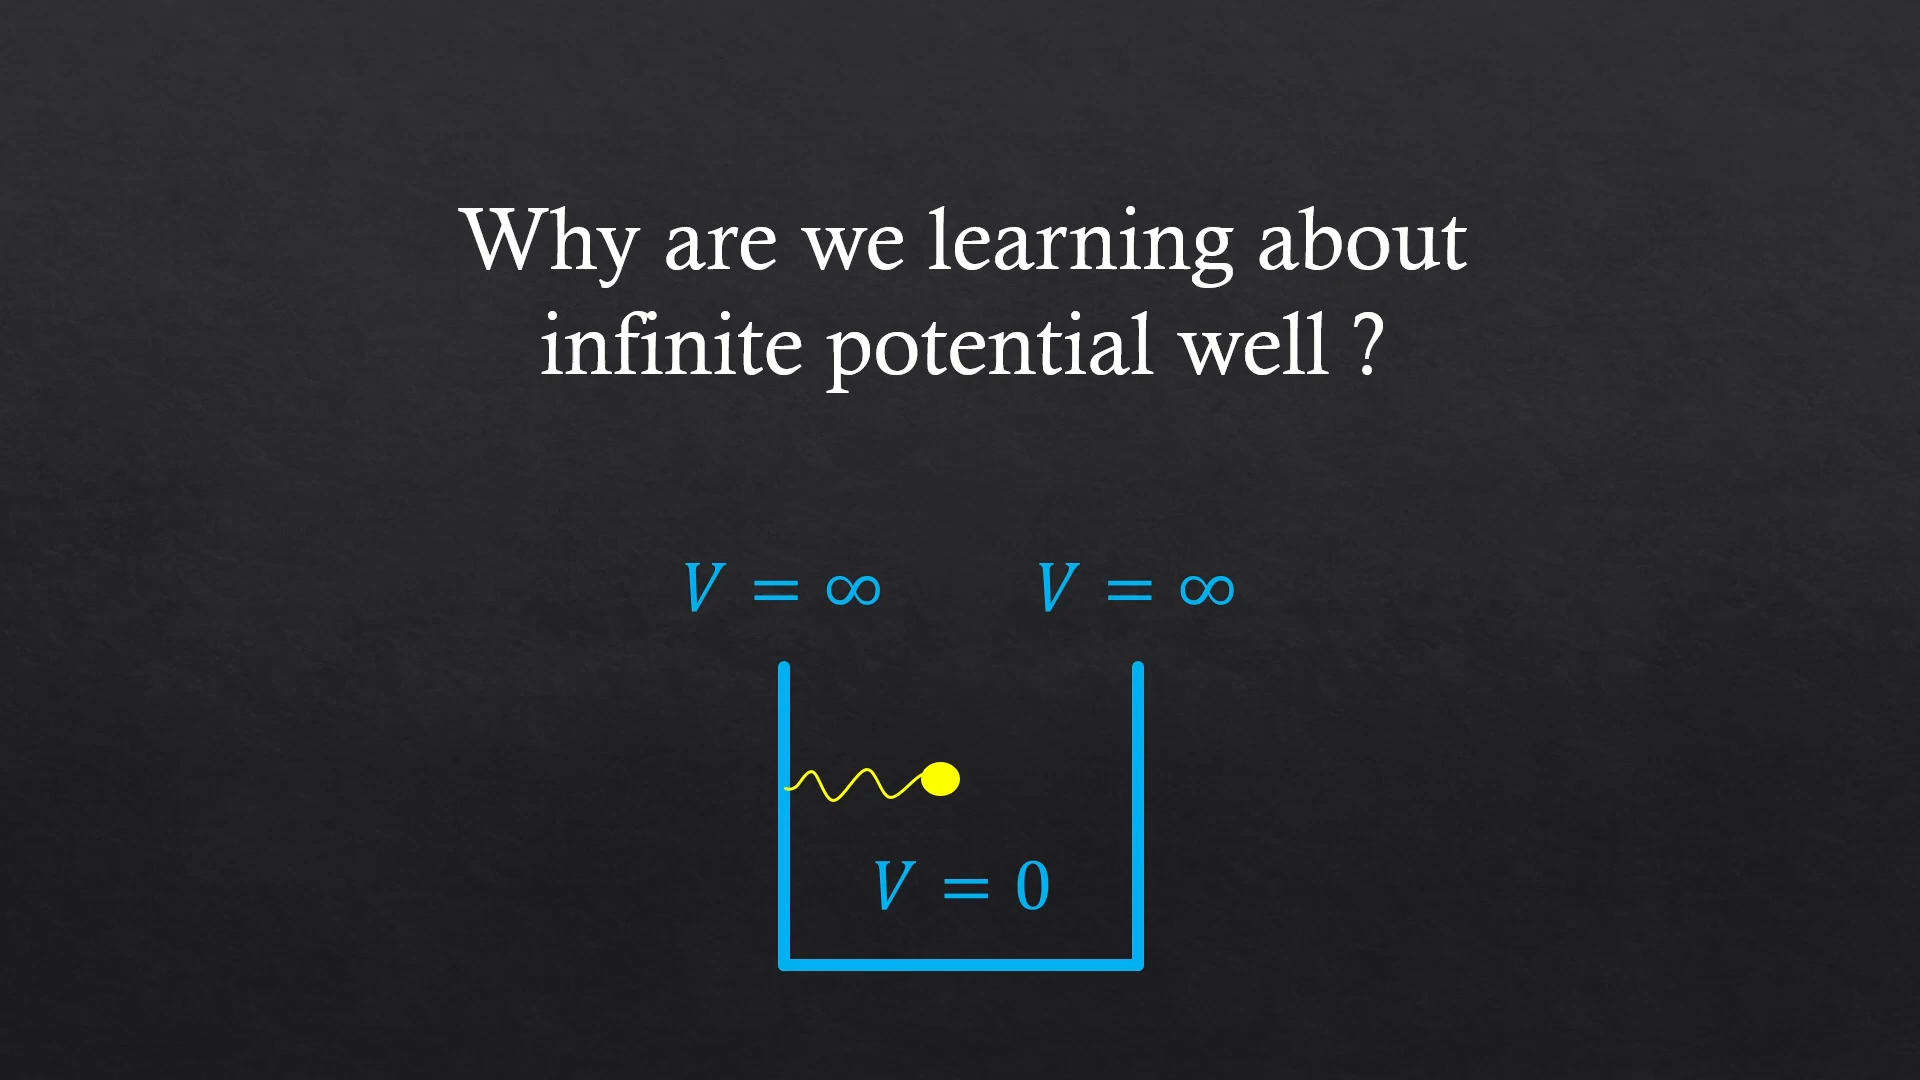 Why are we learning about
infinite potential well ?
V = ∞ V = ∞
V = 0